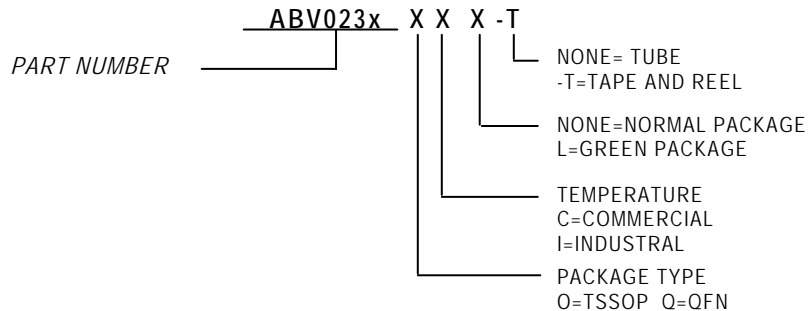 ABV023x X X X -T
PART NUMBER
NONE= TUBE
-T=TAPE AND REEL
NONE=NORMAL PACKAGE
L=GREEN PACKAGE
TEMPERATURE
C=COMMERCIAL
I=INDUSTRAL
PACKAGE TYPE
O=TSSOP Q=QFN